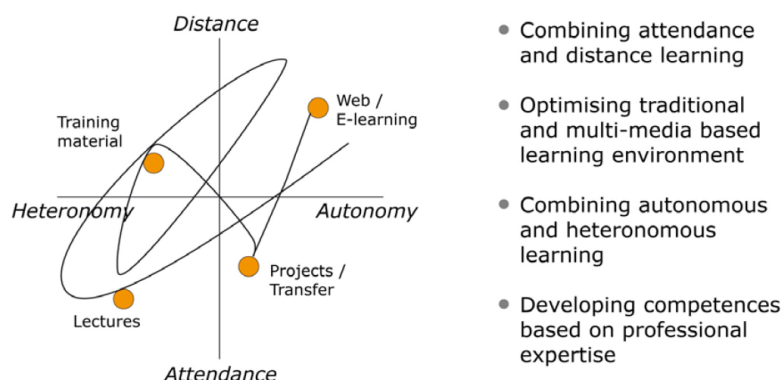 Distance
Web /
E-learning
Training
material
Heteronomy
Autonomy
Projects /
Transfer
Lectures
Attendance
Combining attendance
and distance learning
Optimising traditional
and multi-media based
learning environment
Combining autonomous
and heteronomous
learning
Developing competences
based on professional
expertise